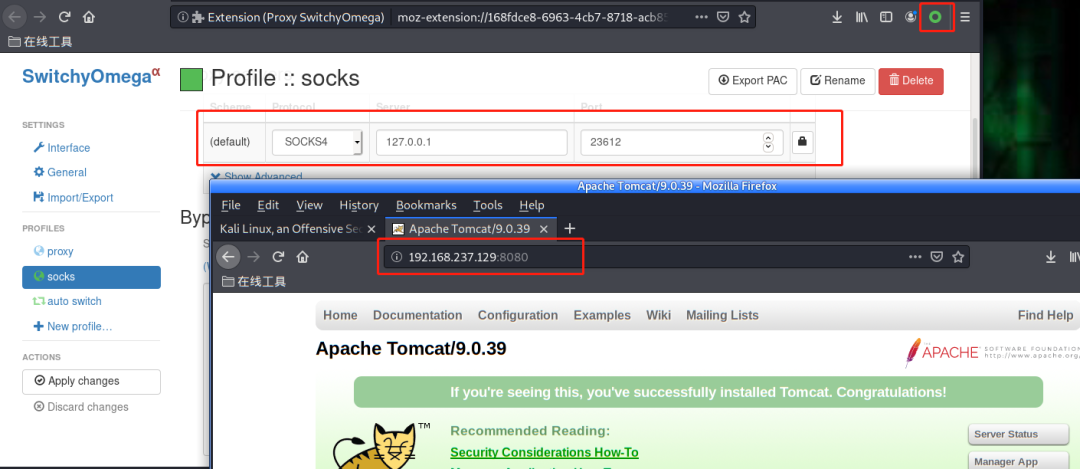 Extension (Proxy SwitchyOmega) moz-extension://168fdce8-6963-4cb7-8718-acb85
在线工具
SwitchyOmegaα
Profile :: socks
Export PAC
Rename
Delete
Scheme Protocol Server Port
(default) SOCKS4 127.0.0.1 23612
Show Advanced
SETTINGS
Interface
General
Import/Export
PROFILES
proxy
socks
auto switch
New profile…
ACTIONS
Apply changes
Discard changes
Apache Tomcat/9.0.39 - Mozilla Firefox
File Edit View History Bookmarks Tools Help
Kali Linux, an Offensive Sec
Apache Tomcat/9.0.39
192.168.237.129:8080
在线工具
Home Documentation Configuration Examples Wiki Mailing Lists Find Help
Apache Tomcat/9.0.39
APACHE
SOFTWARE FOUNDATION
http://www.apache.org/
If you're seeing this, you've successfully installed Tomcat. Congratulations!
TM
Recommended Reading:
Security Considerations How-To
Server Status
Manager App